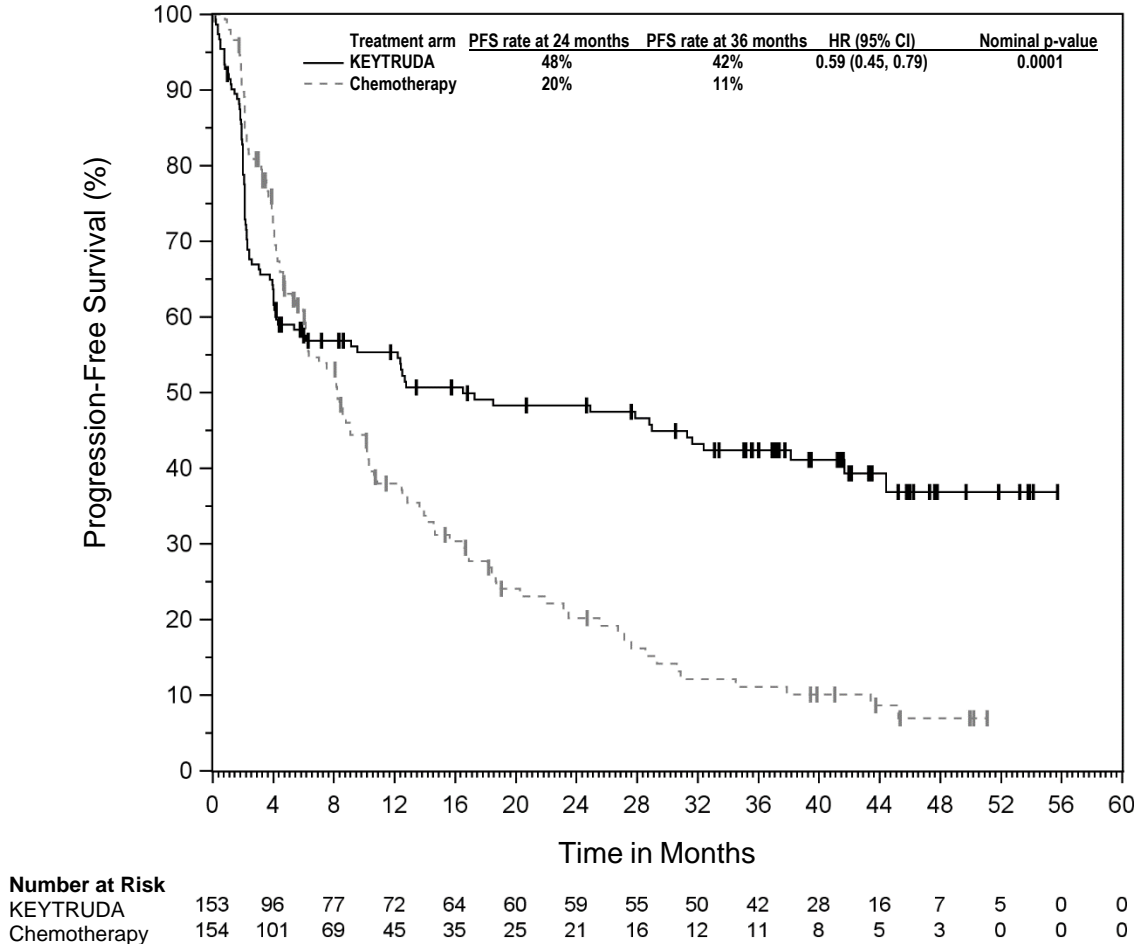 Treatment arm PFS rate at 24 months PFS rate at 36 months HR (95% CI) Nominal p-value
KEYTRUDA 48% 42% 0.59 (0.45, 0.79) 0.0001
Chemotherapy 20% 11%
Progression-Free Survival (%)
100
90
80
70
60
50
40
30
20
10
0
0 4 8 12 16 20 24 28 32 36 40 44 48 52 56 60
Time in Months
Number at Risk
KEYTRUDA 153 96 77 72 64 60 59 55 50 42 28 16 7 5 0 0
Chemotherapy 154 101 69 45 35 25 21 16 12 11 8 5 3 0 0 0